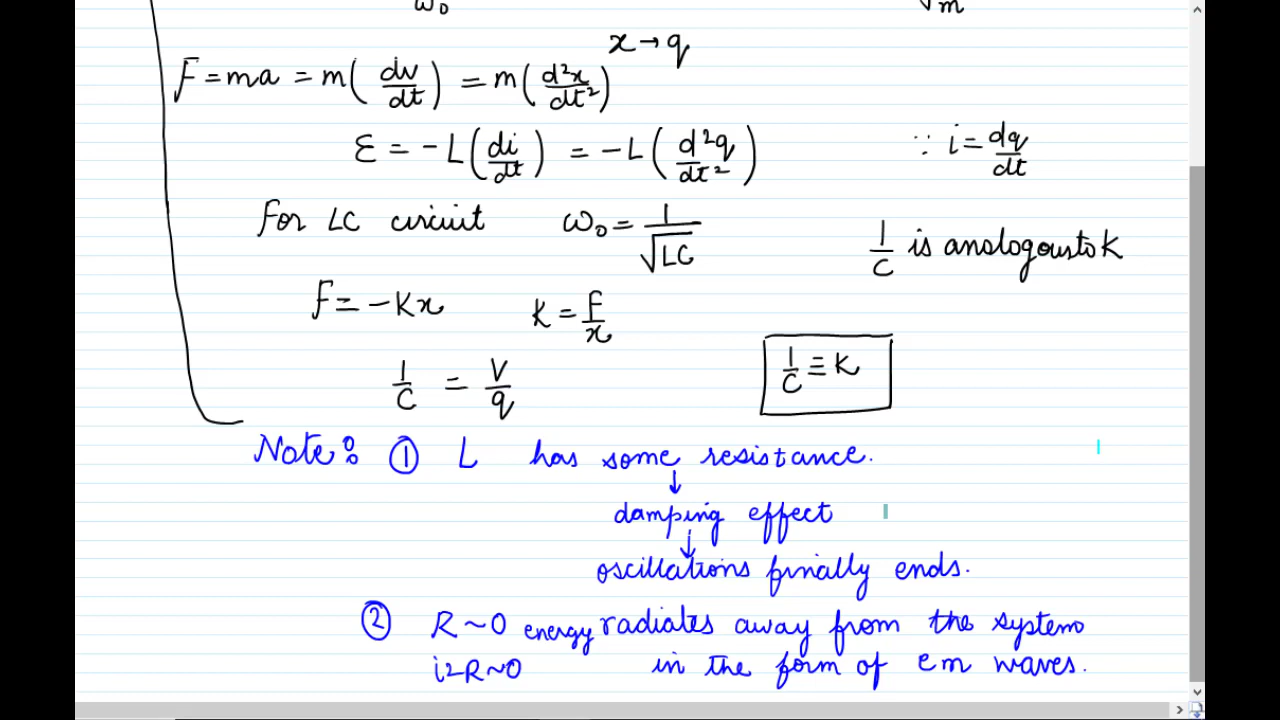 ω₀ √m
x → q
F = ma = m(dv/dt) = m(d²x/dt²)
ε = -L(di/dt) = -L(d²q/dt²) ∵ i = dq/dt
For LC circuit ω₀ = 1/√LC 1/C is analogous to K
F = -Kx K = F/x
1/C = V/q 1/C ≡ K
Note: ① L has some resistance.
↓
damping effect
↓
oscillations finally ends.
② R ~ 0 energy radiates away from the system
i²R ~ 0 in the form of em waves.